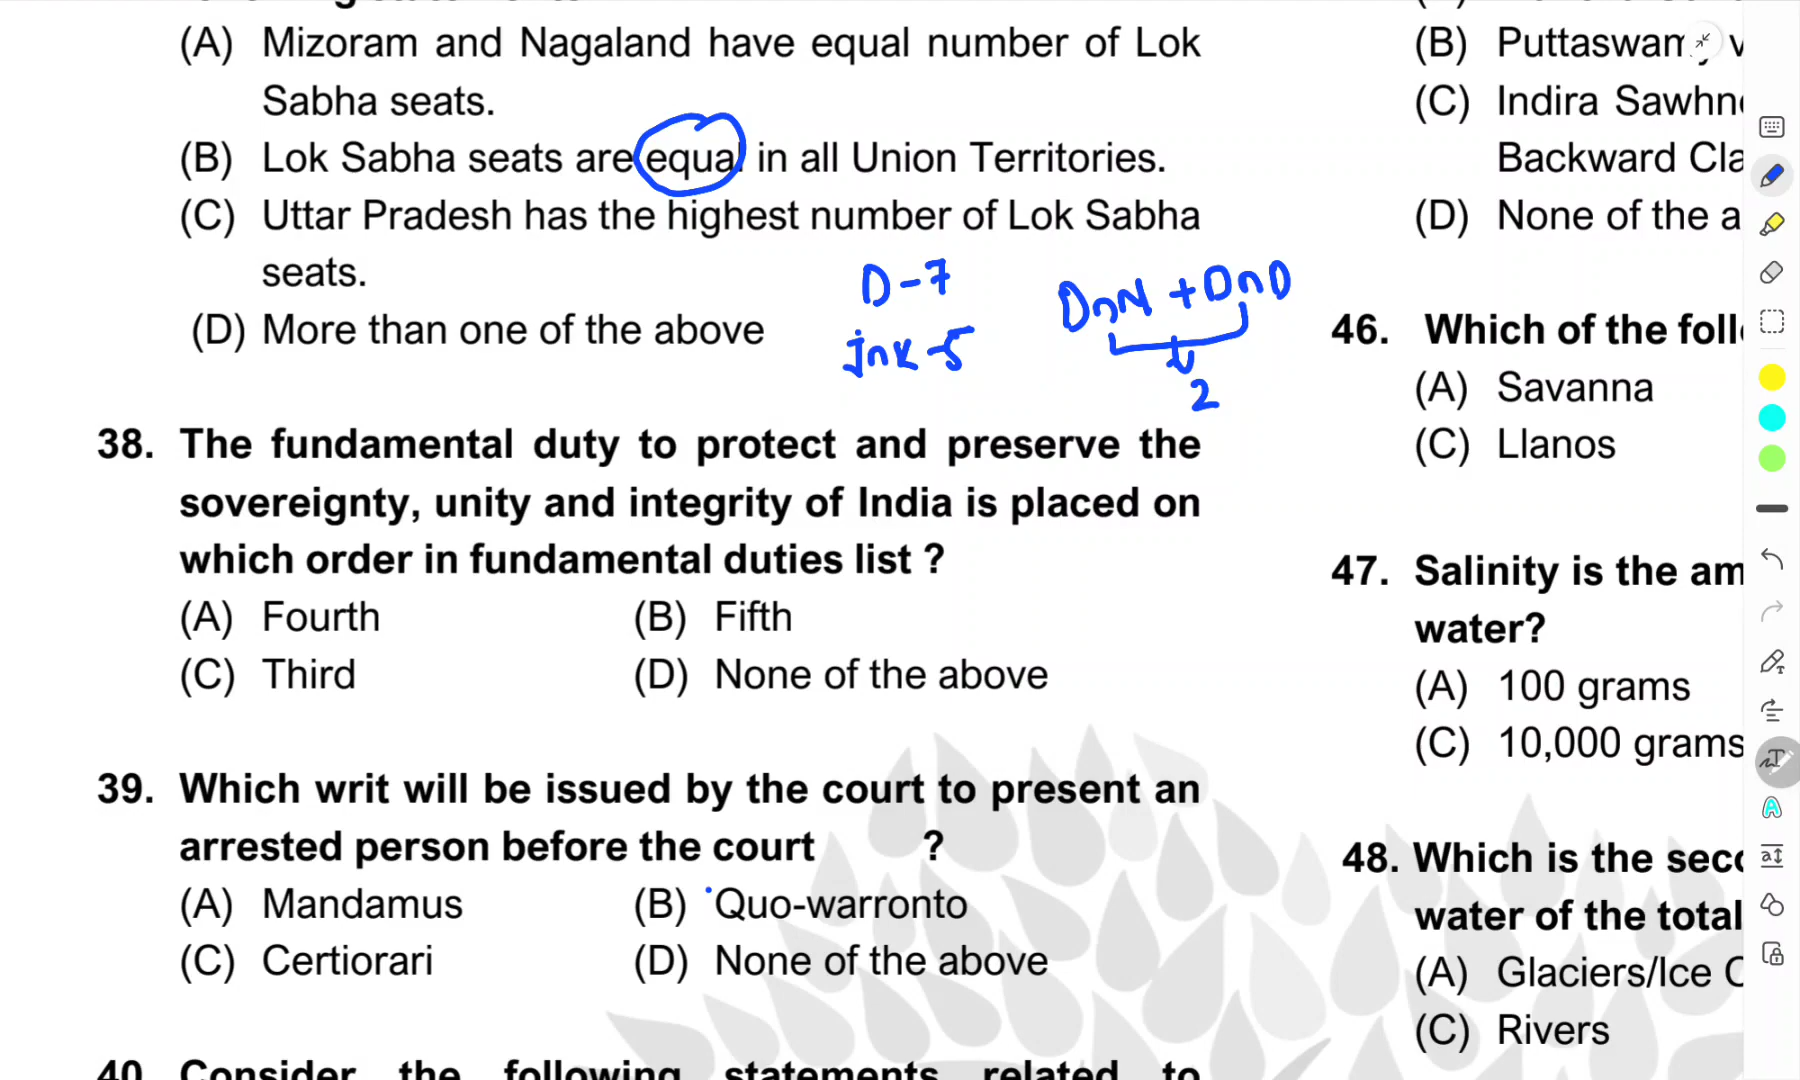 (A) Mizoram and Nagaland have equal number of Lok
Sabha seats.
(B) Lok Sabha seats are equal in all Union Territories.
(C) Uttar Pradesh has the highest number of Lok Sabha
seats.
(D) More than one of the above
D-7
jnk-5
DnN + DnD
2
38. The fundamental duty to protect and preserve the
sovereignty, unity and integrity of India is placed on
which order in fundamental duties list ?
(A) Fourth (B) Fifth
(C) Third (D) None of the above
39. Which writ will be issued by the court to present an
arrested person before the court ?
(A) Mandamus (B) Quo-warronto
(C) Certiorari (D) None of the above
40. Consider the following statements related to
(B) Puttaswamy v
(C) Indira Sawhn
Backward Cla
(D) None of the a
46. Which of the foll
(A) Savanna
(C) Llanos
47. Salinity is the am
water?
(A) 100 grams
(C) 10,000 grams
48. Which is the sec
water of the total
(A) Glaciers/Ice C
(C) Rivers